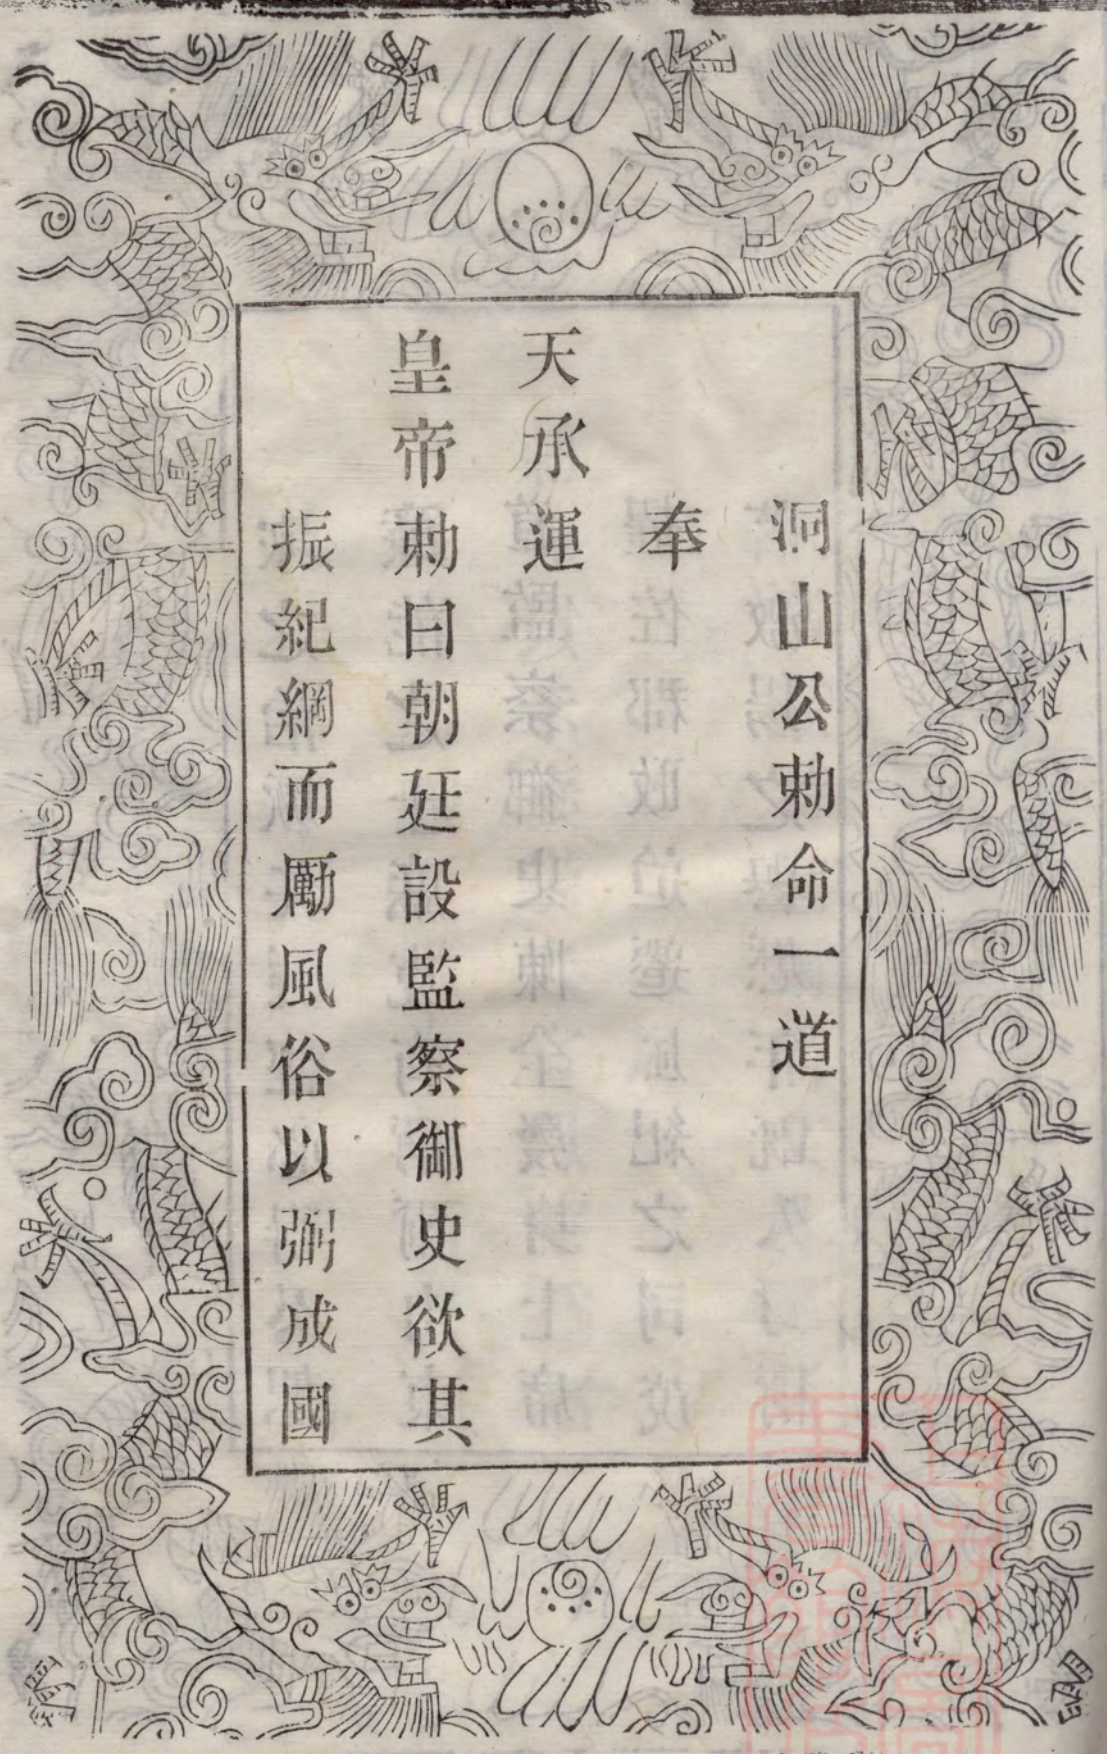 洞山公勅命一道
奉
天承運
皇帝勅曰朝廷設監察御史欲其
振紀綱而勵風俗以弼成國